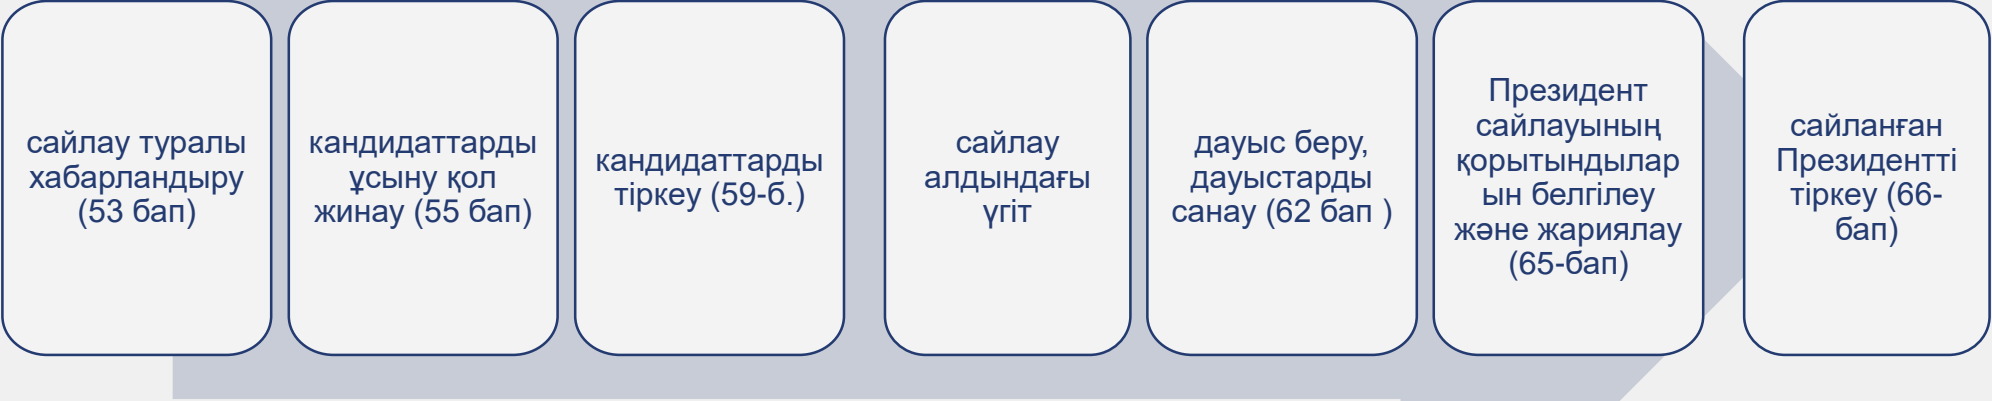 сайлау туралы
хабарландыру
(53 бап)
кандидаттарды
ұсыну қол
жинау (55 бап)
кандидаттарды
тіркеу (59-б.)
сайлау
алдындағы
үгіт
дауыс беру,
дауыстарды
санау (62 бап )
Президент
сайлауының
қорытындылар
ын белгілеу
және жариялау
(65-бап)
сайланған
Президентті
тіркеу (66-
бап)